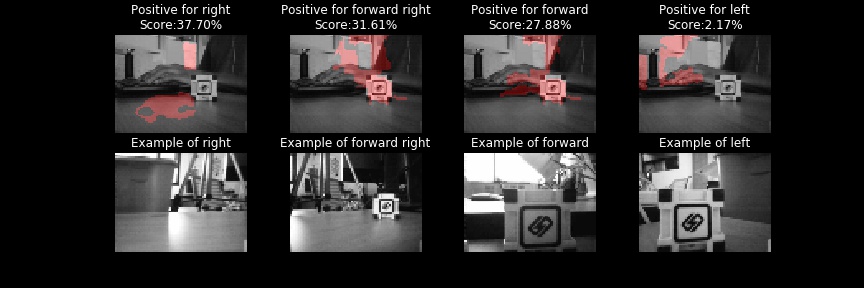 Positive for right
Score:37.70%
Positive for forward right
Score:31.61%
Positive for forward
Score:27.88%
Positive for left
Score:2.17%
Example of right
Example of forward right
Example of forward
Example of left